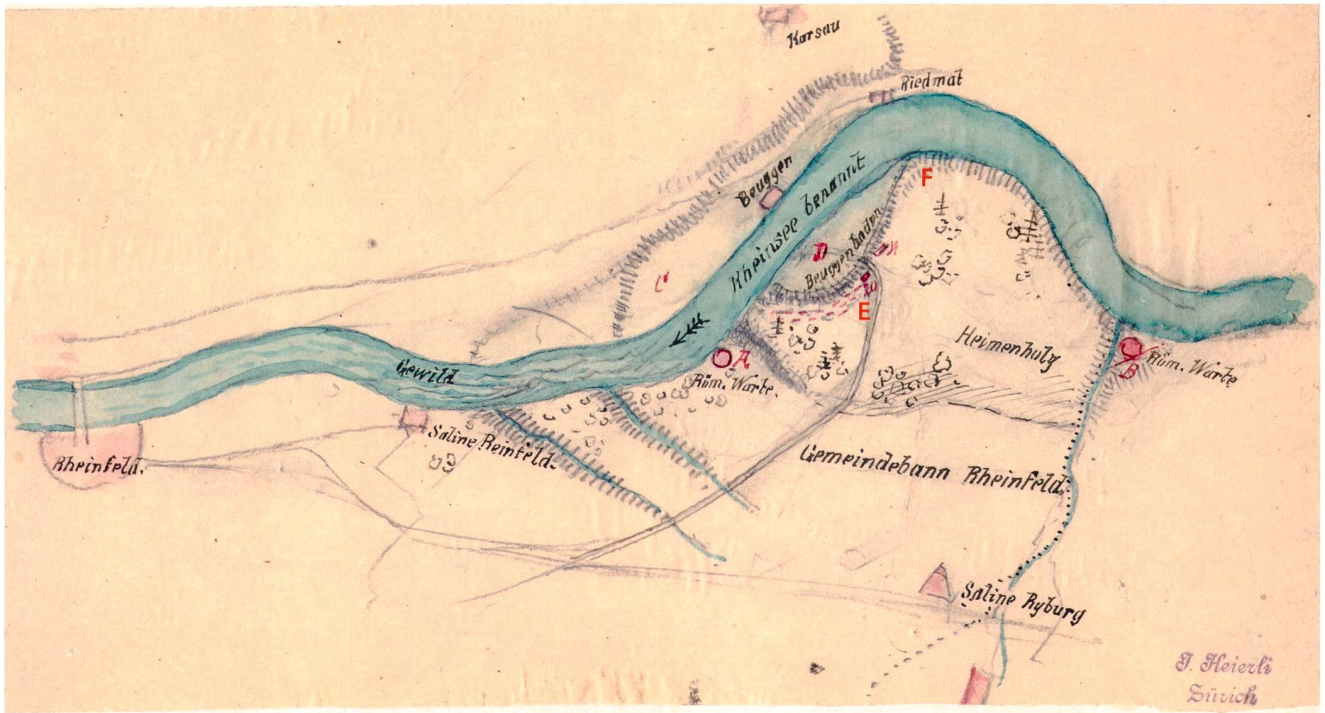 Karsau
Riedmat
Beuggen
Rheinsee benannt
F
D
Beuggenboden
C
E
Heimenholz
A
Röm. Warte.
Röm. Warte
B
Gewild
Saline Reinfeld.
Rheinfeld.
Gemeindebann Rheinfeld.
Saline Ryburg
J. Heierli
Zürich